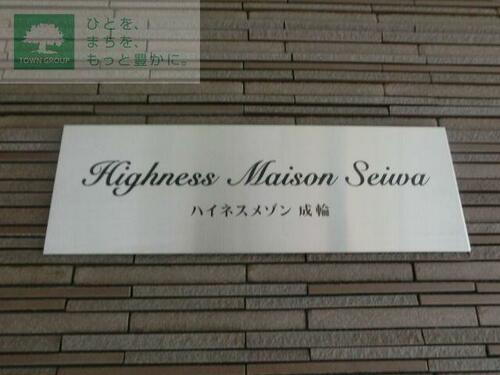 ひとを、
まちを、
もっと豊かに。
TOWN GROUP
Highness Maison Seiwa
ハイネスメゾン 成輪